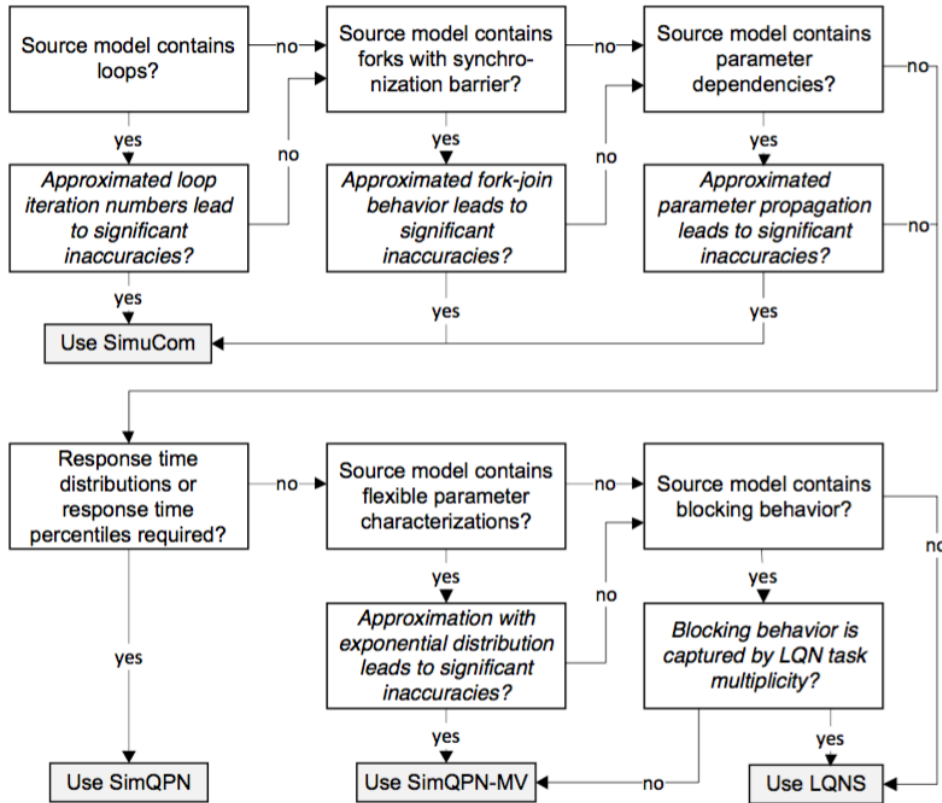 Source model contains
loops?
no
Source model contains
forks with synchro-
nization barrier?
no
Source model contains
parameter
dependencies?
no
yes
no
yes
no
yes
Approximated loop
iteration numbers lead
to significant
inaccuracies?
Approximated fork-join
behavior leads to
significant
inaccuracies?
Approximated
parameter propagation
leads to significant
inaccuracies?
no
yes
yes
yes
Use SimuCom
Response time
distributions or
response time
percentiles required?
no
Source model contains
flexible parameter
characterizations?
no
Source model contains
blocking behavior?
no
yes
no
yes
yes
Approximation with
exponential distribution
leads to significant
inaccuracies?
Blocking behavior is
captured by LQN task
multiplicity?
yes
no
yes
Use SimQPN
Use SimQPN-MV
Use LQNS